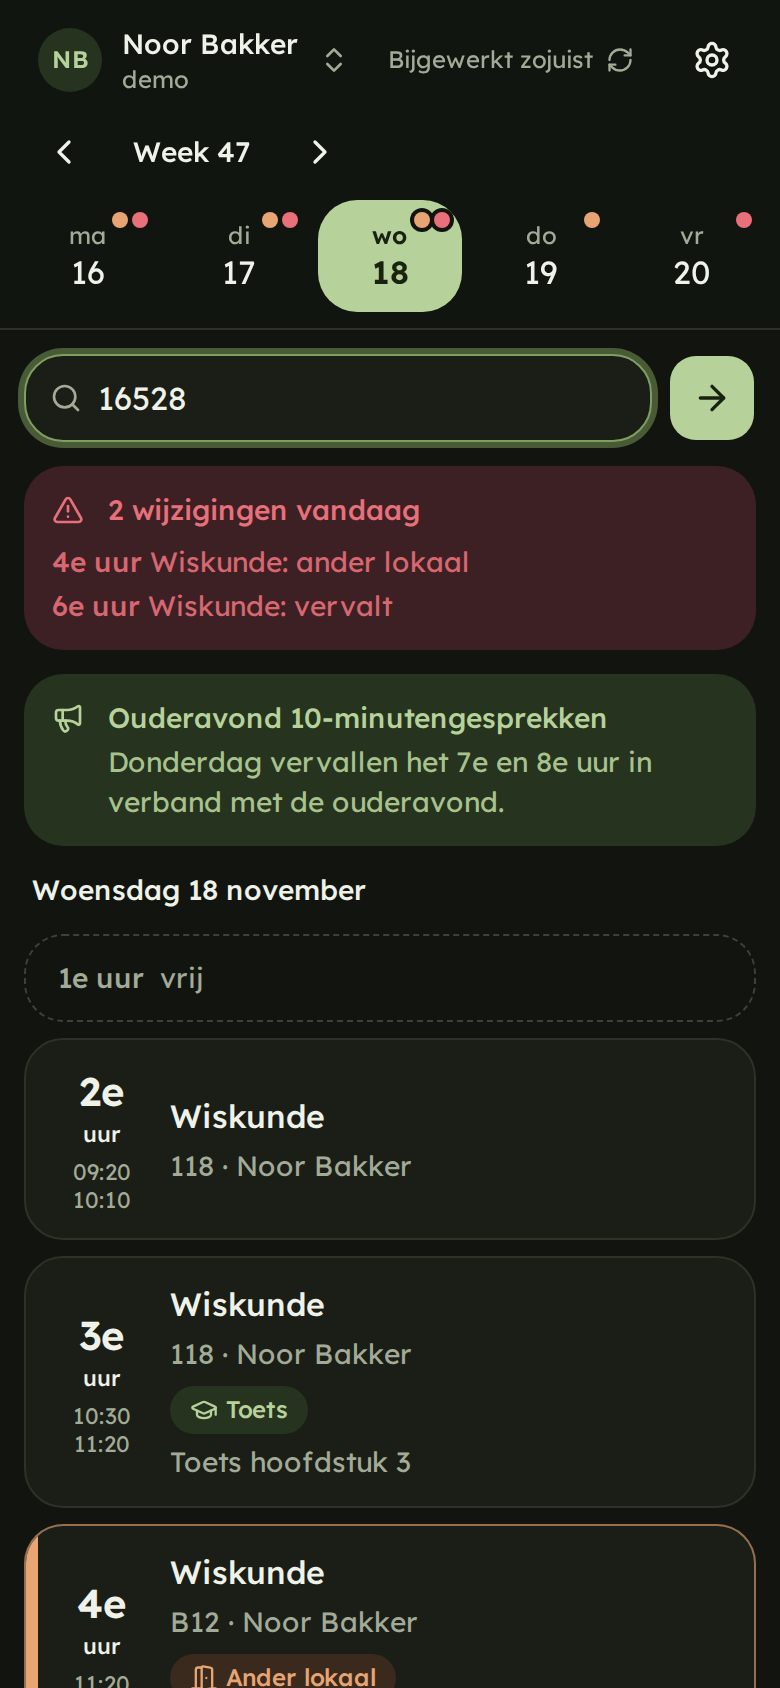 NB
Noor Bakker
demo
Bijgewerkt zojuist
Week 47
ma
16
di
17
wo
18
do
19
vr
20
16528
2 wijzigingen vandaag
4e uur Wiskunde: ander lokaal
6e uur Wiskunde: vervalt
Ouderavond 10-minutengesprekken
Donderdag vervallen het 7e en 8e uur in
verband met de ouderavond.
Woensdag 18 november
1e uur vrij
2e
uur
09:20
10:10
Wiskunde
118 · Noor Bakker
3e
uur
10:30
11:20
Wiskunde
118 · Noor Bakker
Toets
Toets hoofdstuk 3
4e
uur
11:20
Wiskunde
B12 · Noor Bakker
Ander lokaal